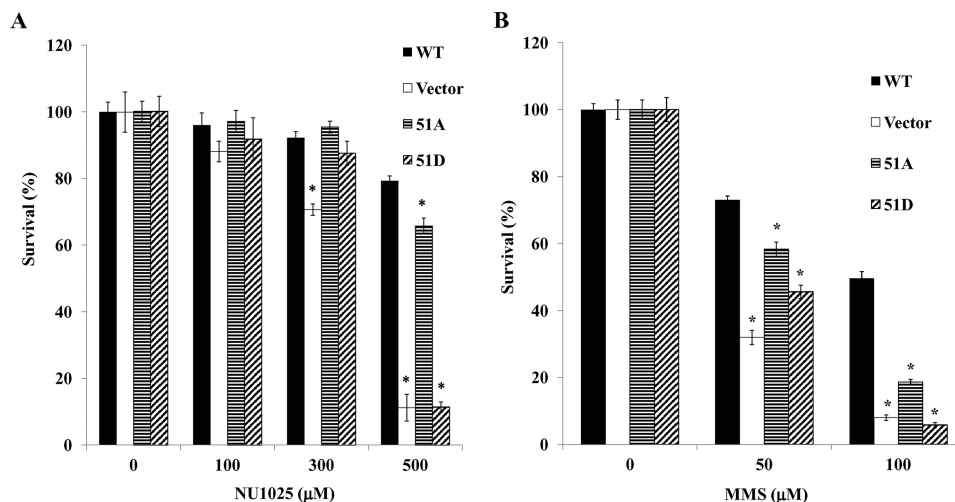 A
120
100
80
60
40
20
0
Survival (%)
WT
Vector
51A
51D
*
*
*
*
0 100 300 500
NU1025 (μM)
B
120
100
80
60
40
20
0
Survival (%)
WT
Vector
51A
51D
*
*
*
*
*
*
0 50 100
MMS (μM)